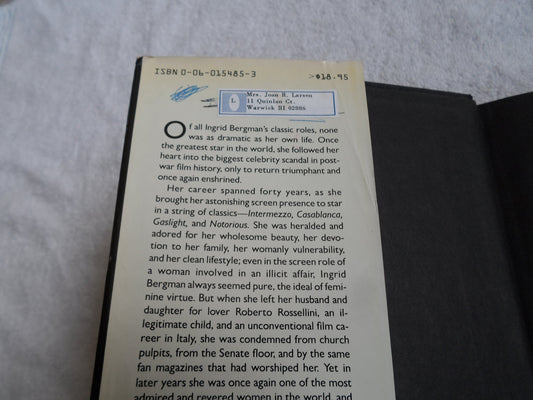 ISBN 0-06-015485-3 >$18.95
L
Mrs. Joan R. Larsen
11 Quinlan Ct.
Warwick RI 02886
Of all Ingrid Bergman's classic roles, none
was as dramatic as her own life. Once
the greatest star in the world, she followed her
heart into the biggest celebrity scandal in post-
war film history, only to return triumphant and
once again enshrined.
Her career spanned forty years, as she
brought her astonishing screen presence to star
in a string of classics—Intermezzo, Casablanca,
Gaslight, and Notorious. She was heralded and
adored for her wholesome beauty, her devo-
tion to her family, her womanly vulnerability,
and her clean lifestyle; even in the screen role of
a woman involved in an illicit affair, Ingrid
Bergman always seemed pure, the ideal of femi-
nine virtue. But when she left her husband and
daughter for lover Roberto Rossellini, an il-
legitimate child, and an unconventional film ca-
reer in Italy, she was condemned from church
pulpits, from the Senate floor, and by the same
fan magazines that had worshiped her. Yet in
later years she was once again one of the most
admired and revered women in the world, and